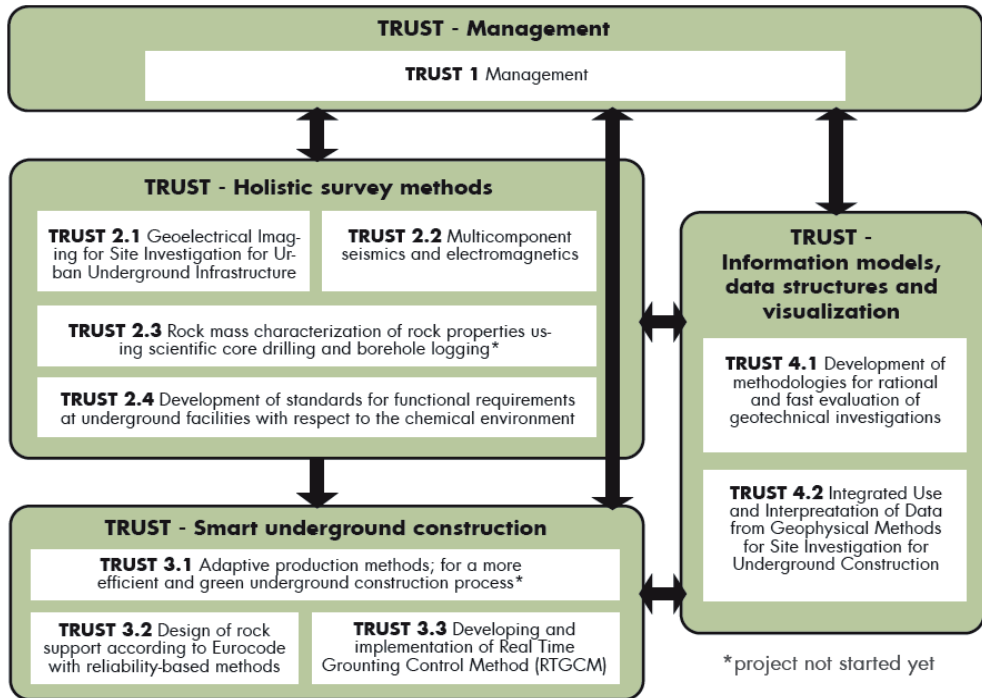 TRUST - Management
TRUST 1 Management
TRUST - Holistic survey methods
TRUST 2.1 Geoelectrical Imag-
ing for Site Investigation for Ur-
ban Underground Infrastructure
TRUST 2.2 Multicomponent
seismics and electromagnetics
TRUST 2.3 Rock mass characterization of rock properties us-
ing scientific core drilling and borehole logging*
TRUST 2.4 Development of standards for functional requirements
at underground facilities with respect to the chemical environment
TRUST - Smart underground construction
TRUST 3.1 Adaptive production methods; for a more
efficient and green underground construction process*
TRUST 3.2 Design of rock
support according to Eurocode
with reliability-based methods
TRUST 3.3 Developing and
implementation of Real Time
Grounting Control Method (RTGCM)
TRUST -
Information models,
data structures and
visualization
TRUST 4.1 Development of
methodologies for rational
and fast evaluation of
geotechnical investigations
TRUST 4.2 Integrated Use
and Interpreatation of Data
from Geophysical Methods
for Site Investigation for
Underground Construction
*project not started yet